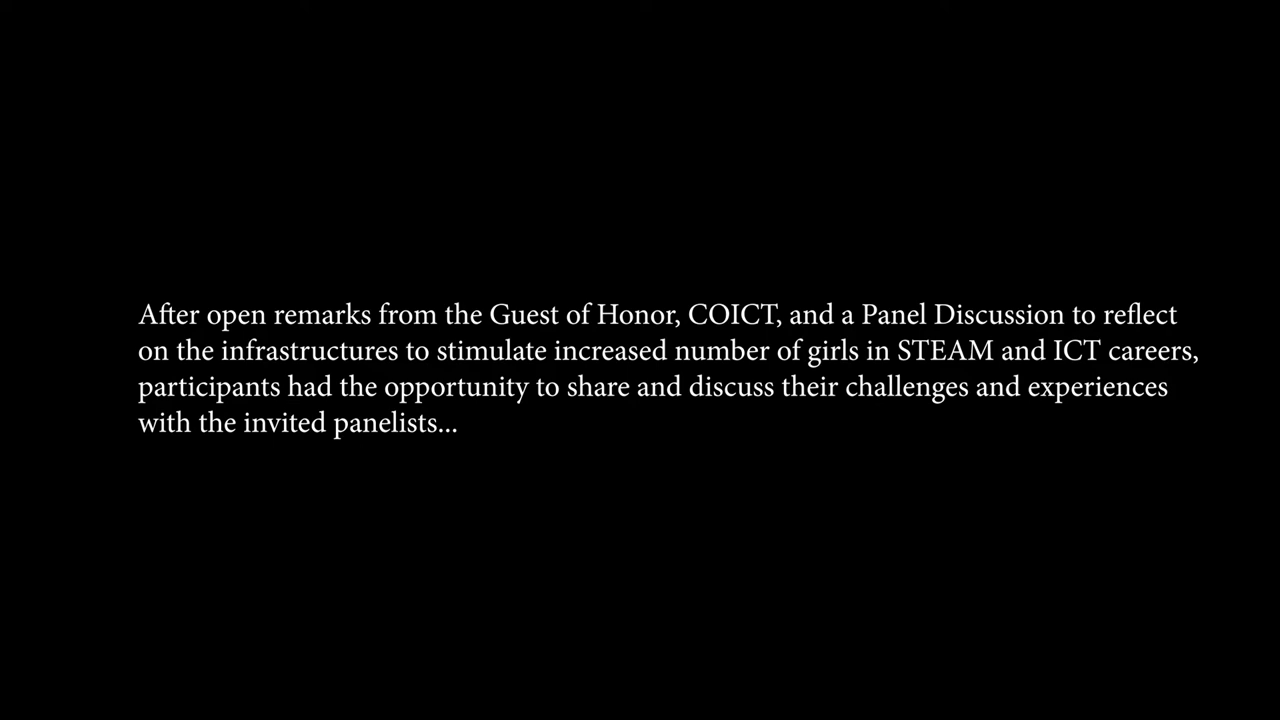 After open remarks from the Guest of Honor, COICT, and a Panel Discussion to reflect
on the infrastructures to stimulate increased number of girls in STEAM and ICT careers,
participants had the opportunity to share and discuss their challenges and experiences
with the invited panelists...